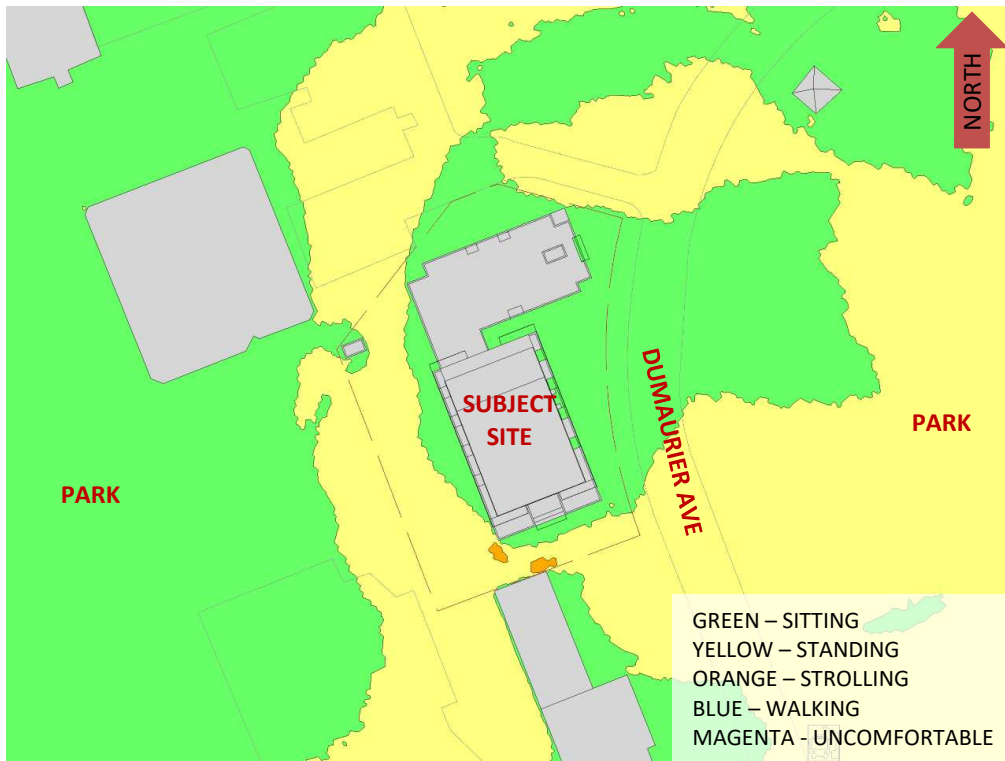 NORTH
SUBJECT
SITE
DUMAURIER AVE
PARK
PARK
GREEN – SITTING
YELLOW – STANDING
ORANGE – STROLLING
BLUE – WALKING
MAGENTA - UNCOMFORTABLE